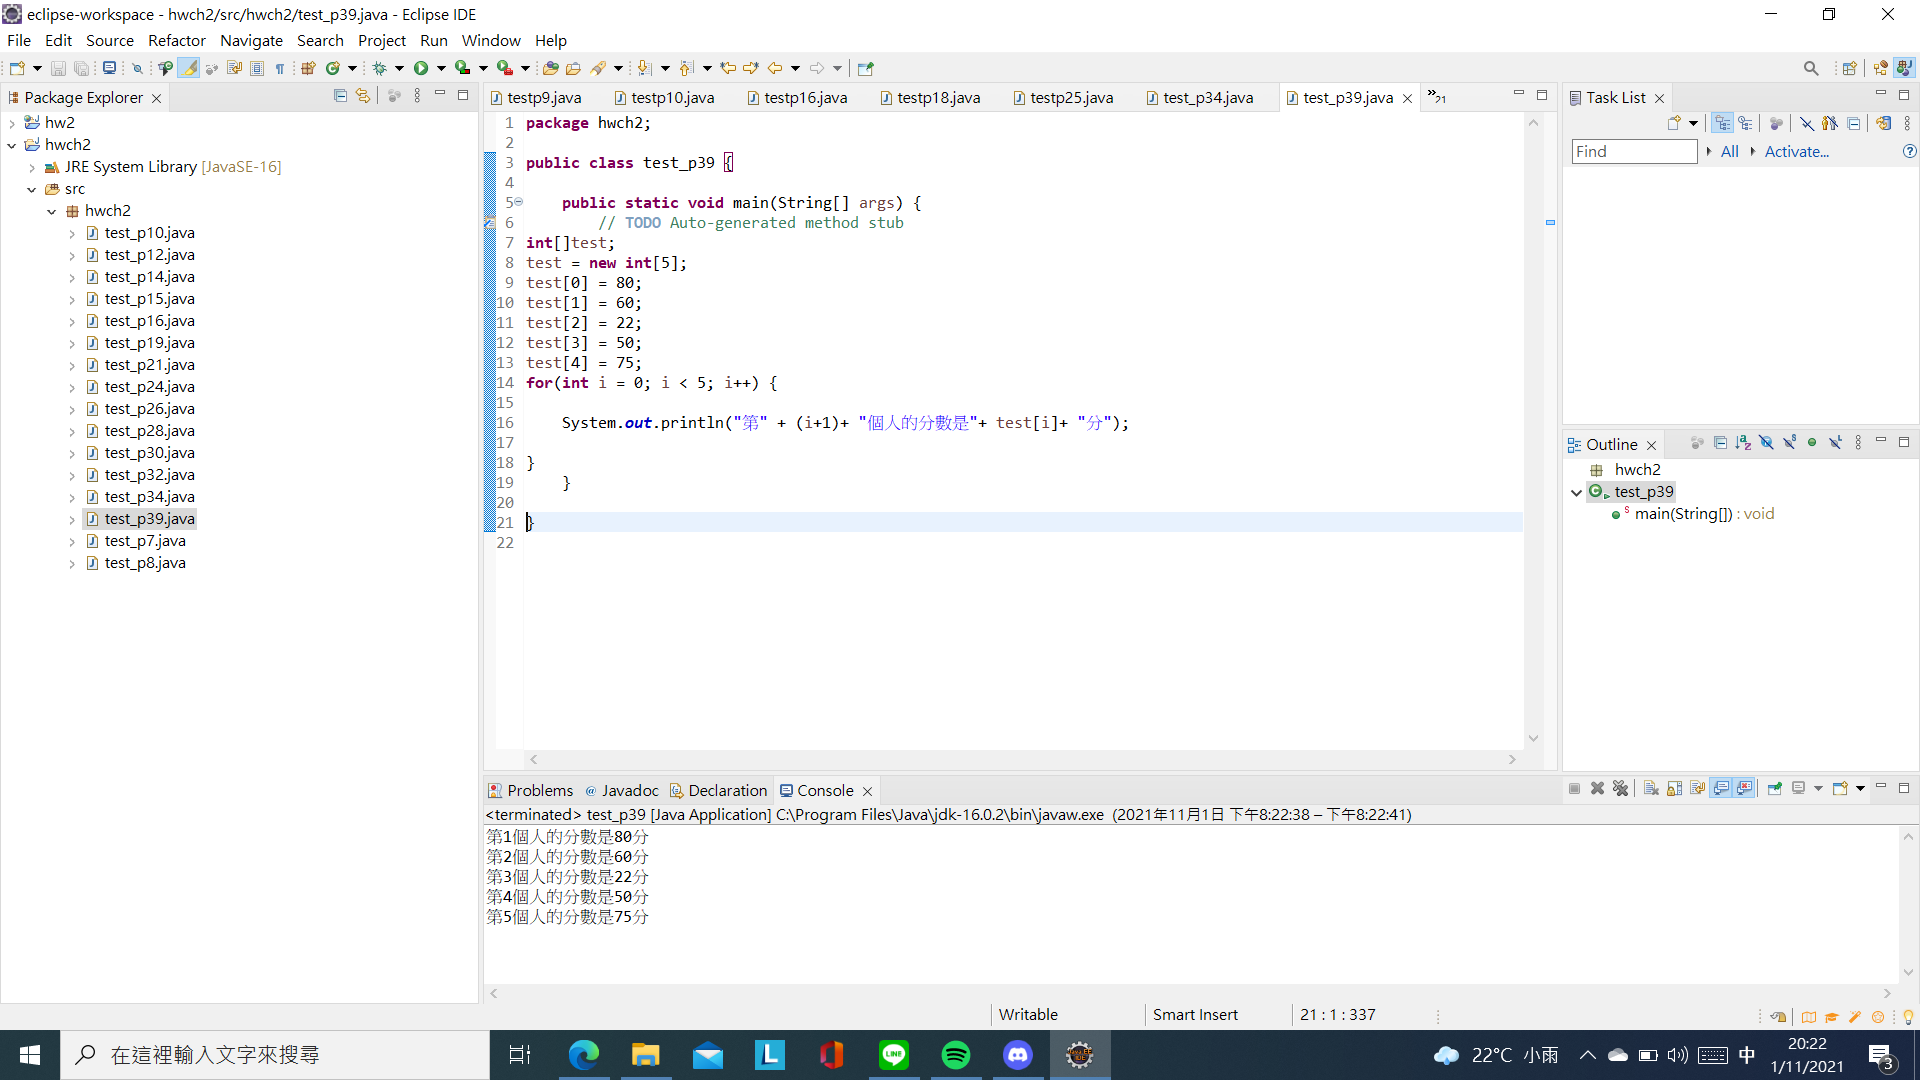 eclipse-workspace - hwch2/src/hwch2/test_p39.java - Eclipse IDE
File Edit Source Refactor Navigate Search Project Run Window Help
Package Explorer
hw2
hwch2
JRE System Library [JavaSE-16]
src
hwch2
test_p10.java
test_p12.java
test_p14.java
test_p15.java
test_p16.java
test_p19.java
test_p21.java
test_p24.java
test_p26.java
test_p28.java
test_p30.java
test_p32.java
test_p34.java
test_p39.java
test_p7.java
test_p8.java
testp9.java testp10.java testp16.java testp18.java testp25.java test_p34.java test_p39.java »21
1 package hwch2;
2
3 public class test_p39 {
4
5 public static void main(String[] args) {
6 // TODO Auto-generated method stub
7 int[]test;
8 test = new int[5];
9 test[0] = 80;
10 test[1] = 60;
11 test[2] = 22;
12 test[3] = 50;
13 test[4] = 75;
14 for(int i = 0; i < 5; i++) {
15
16 System.out.println("第" + (i+1)+ "個人的分數是"+ test[i]+ "分");
17
18 }
19 }
20
21 }
22
Task List
Find All Activate...
Outline
hwch2
test_p39
main(String[]) : void
Problems @ Javadoc Declaration Console
<terminated> test_p39 [Java Application] C:\Program Files\Java\jdk-16.0.2\bin\javaw.exe (2021年11月1日 下午8:22:38 – 下午8:22:41)
第1個人的分數是80分
第2個人的分數是60分
第3個人的分數是22分
第4個人的分數是50分
第5個人的分數是75分
Writable Smart Insert 21 : 1 : 337
在這裡輸入文字來搜尋
L
LINE
22°C 小雨
中
20:22
1/11/2021
3